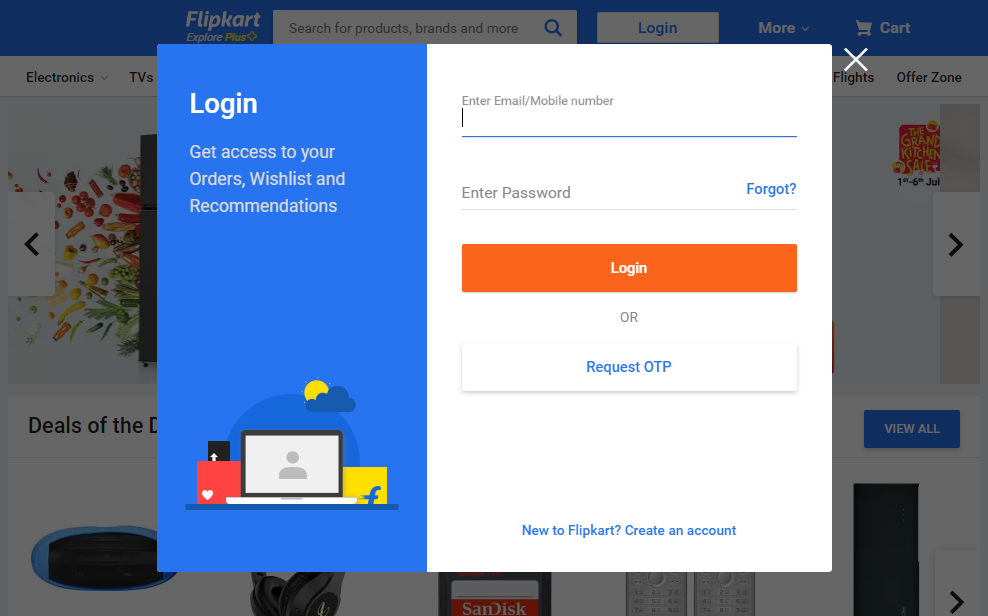 Flipkart
Explore Plus
Search for products, brands and more
Login
More
Cart
Electronics
TVs
Flights
Offer Zone
Login
Get access to your
Orders, Wishlist and
Recommendations
Enter Email/Mobile number
Enter Password
Forgot?
Login
OR
Request OTP
New to Flipkart? Create an account
THE
GRAND
KITCHEN
SALE
1st-6th July
Deals of the D
VIEW ALL
SanDisk